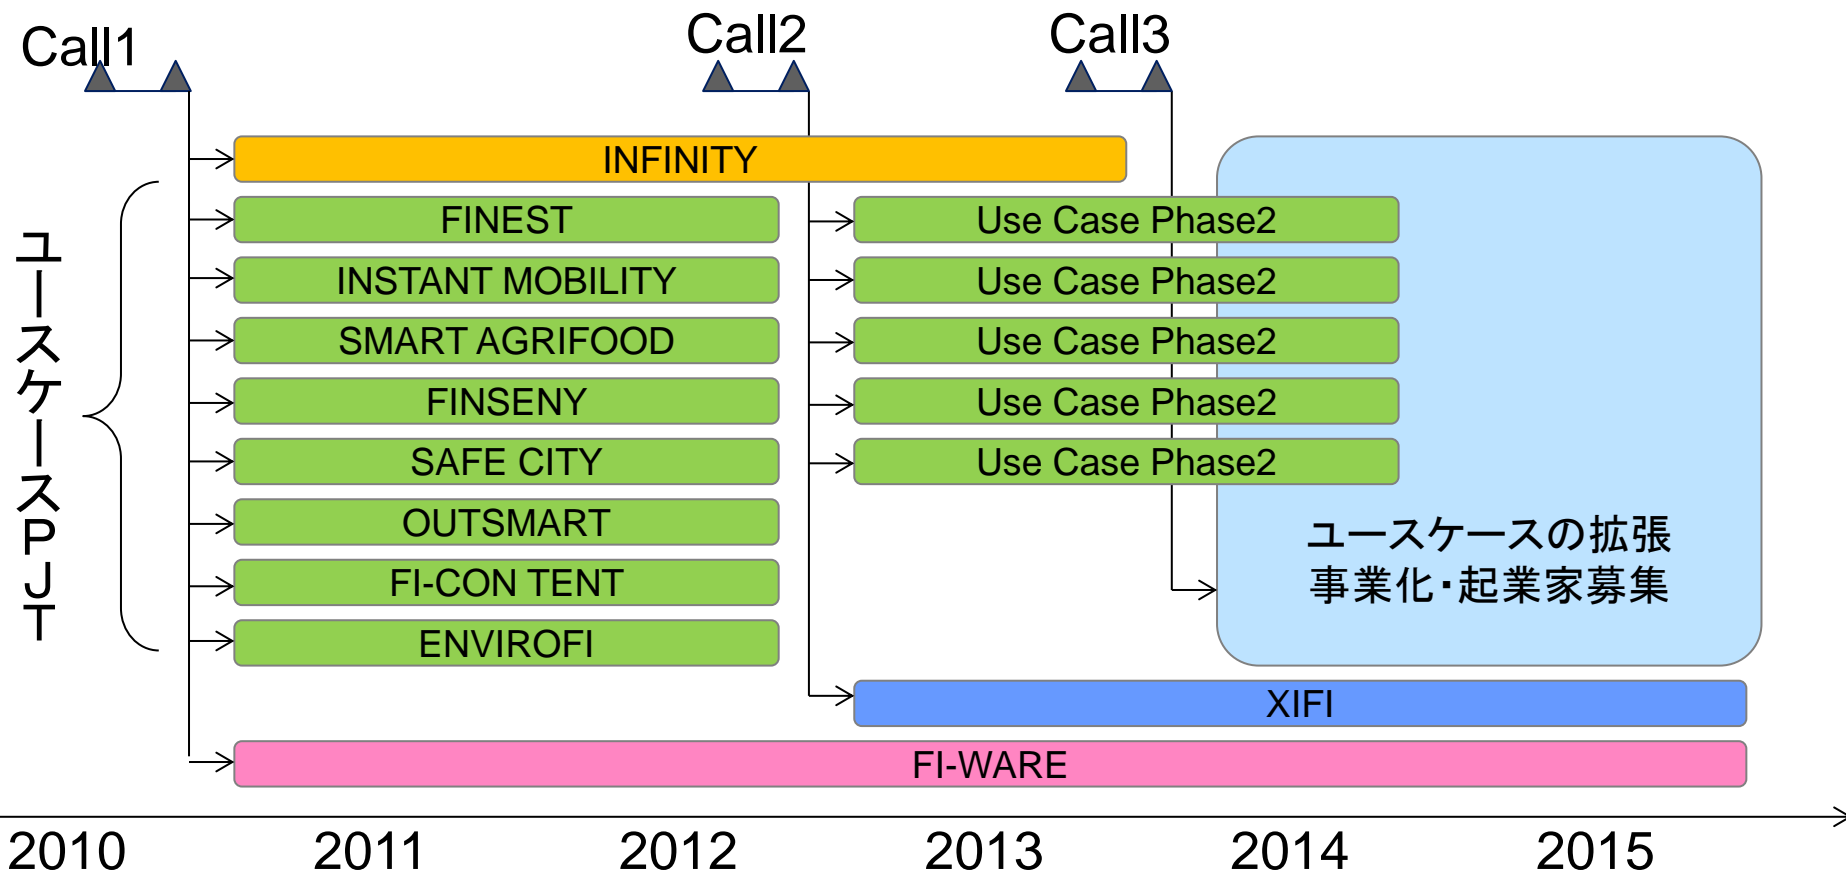 Call1
Call2
Call3
INFINITY
ユースケースPJT
FINEST
Use Case Phase2
INSTANT MOBILITY
Use Case Phase2
SMART AGRIFOOD
Use Case Phase2
FINSENY
Use Case Phase2
SAFE CITY
Use Case Phase2
OUTSMART
FI-CON TENT
ENVIROFI
ユースケースの拡張
事業化・起業家募集
XIFI
FI-WARE
2010
2011
2012
2013
2014
2015